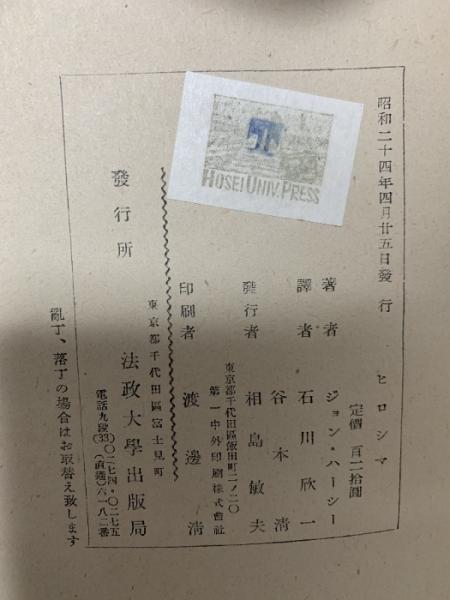 昭和二十四年四月廿五日發行
ヒロシマ
定價 百二拾圓
著者 ジョン・ハーシー
譯者 石川欣一
谷本清
發行者 相島敏夫
東京都千代田區飯田町二ノ二〇
第一中外印刷株式會社
印刷者 渡邊清
東京都千代田區富士見町
發行所 法政大學出版局
電話九段(33)〇二七四・〇二七五
(直通)六一八二番
亂丁、落丁の場合はお取替え致します
HOSEI UNIV. PRESS